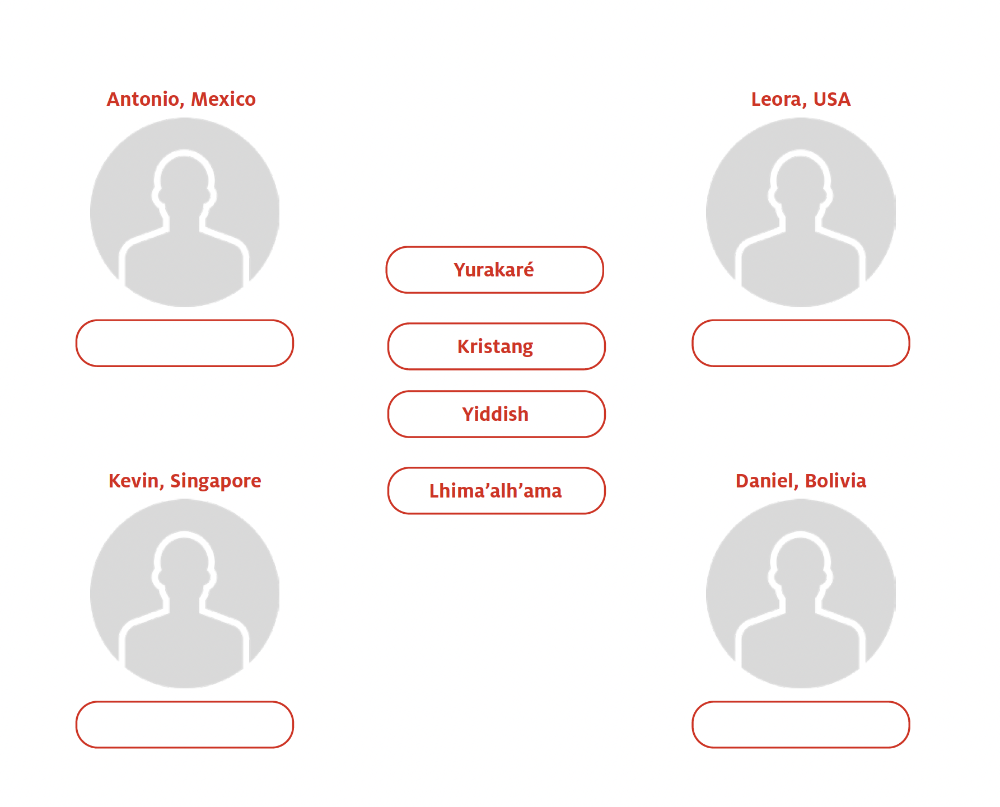 Antonio, Mexico
Leora, USA
Yurakaré
Kristang
Yiddish
Lhima’alh’ama
Kevin, Singapore
Daniel, Bolivia